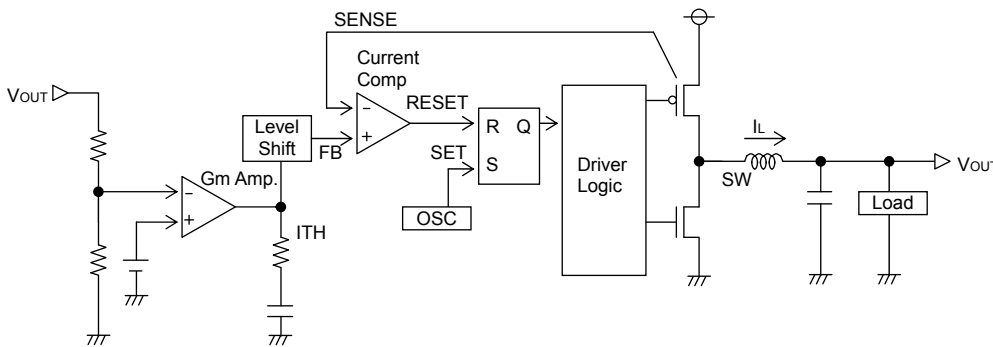 SENSE
Current
Comp
VOUT
RESET
Level
Shift
FB
R Q
S
SET
Gm Amp.
OSC
ITH
Driver
Logic
IL
SW
VOUT
Load
- +
- +